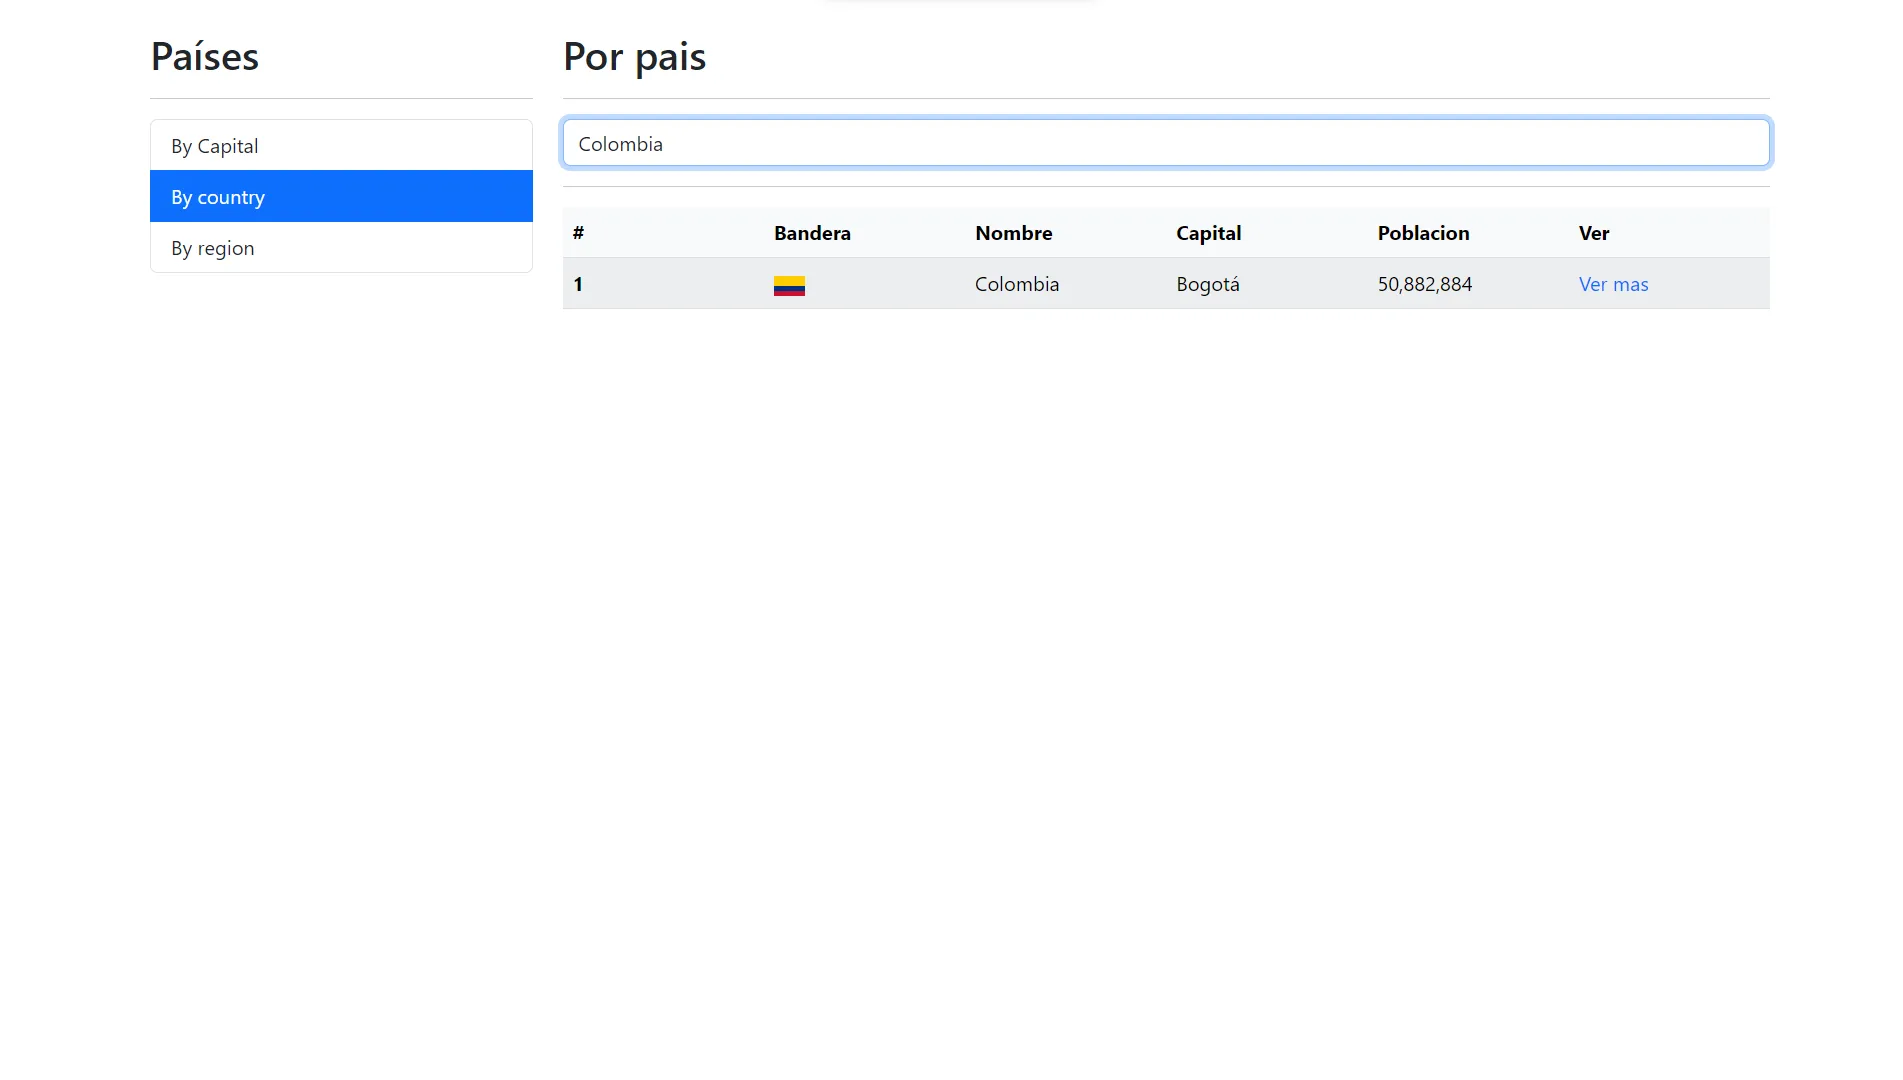 Países
By Capital
By country
By region
Por pais
Colombia
# Bandera Nombre Capital Poblacion Ver
1 Colombia Bogotá 50,882,884 Ver mas